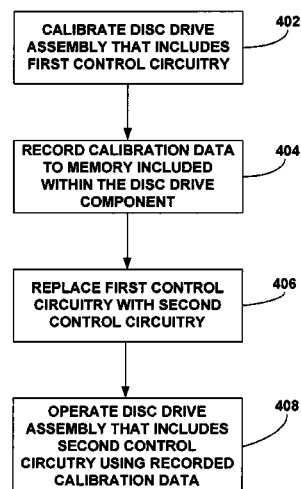 CALIBRATE DISC DRIVE
ASSEMBLY THAT INCLUDES
FIRST CONTROL CIRCUITRY
402
RECORD CALIBRATION DATA
TO MEMORY INCLUDED
WITHIN THE DISC DRIVE
COMPONENT
404
REPLACE FIRST CONTROL
CIRCUITRY WITH SECOND
CONTROL CIRCUITRY
406
OPERATE DISC DRIVE
ASSEMBLY THAT INCLUDES
SECOND CONTROL
CIRCUTRY USING RECORDED
CALIBRATION DATA
408